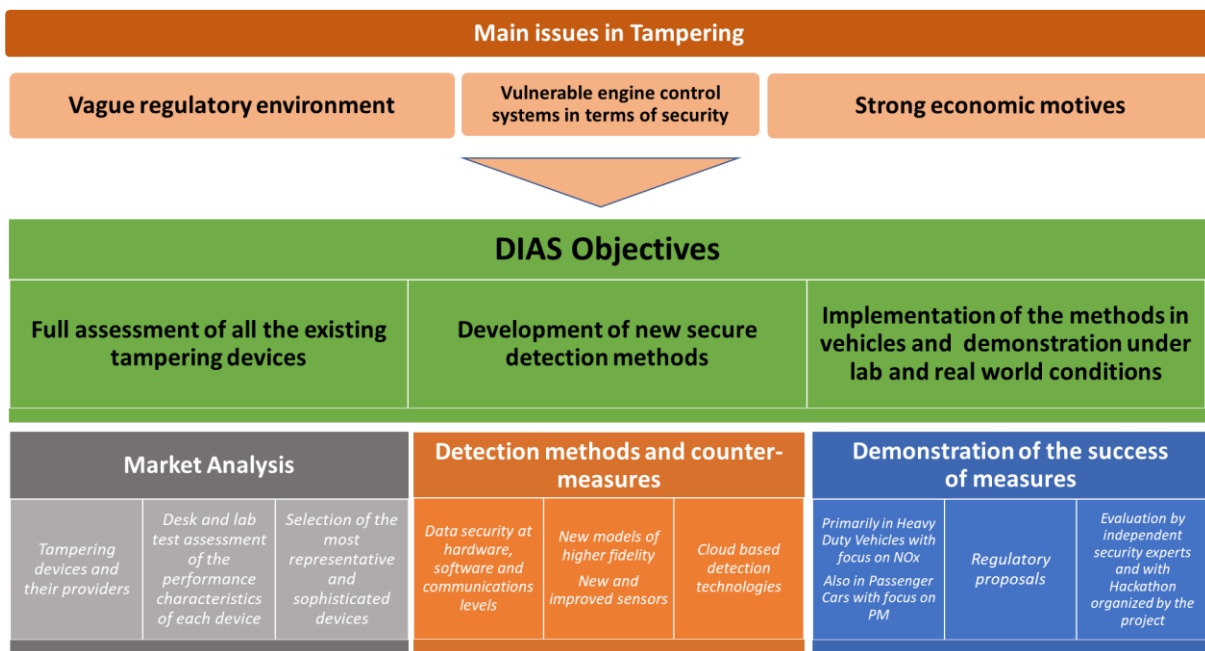 Main issues in Tampering
Vague regulatory environment
Vulnerable engine control
systems in terms of security
Strong economic motives
DIAS Objectives
Full assessment of all the existing
tampering devices
Development of new secure
detection methods
Implementation of the methods in
vehicles and demonstration under
lab and real world conditions
Market Analysis
Tampering
devices and
their providers
Desk and lab
test assessment
of the
performance
characteristics
of each device
Selection of the
most
representative
and
sophisticated
devices
Detection methods and counter-
measures
Data security at
hardware,
software and
communications
levels
New models of
higher fidelity
New and
improved sensors
Cloud based
detection
technologies
Demonstration of the success
of measures
Primarily in Heavy
Duty Vehicles with
focus on NOx
Also in Passenger
Cars with focus on
PM
Regulatory
proposals
Evaluation by
independent
security experts
and with
Hackathon
organized by the
project